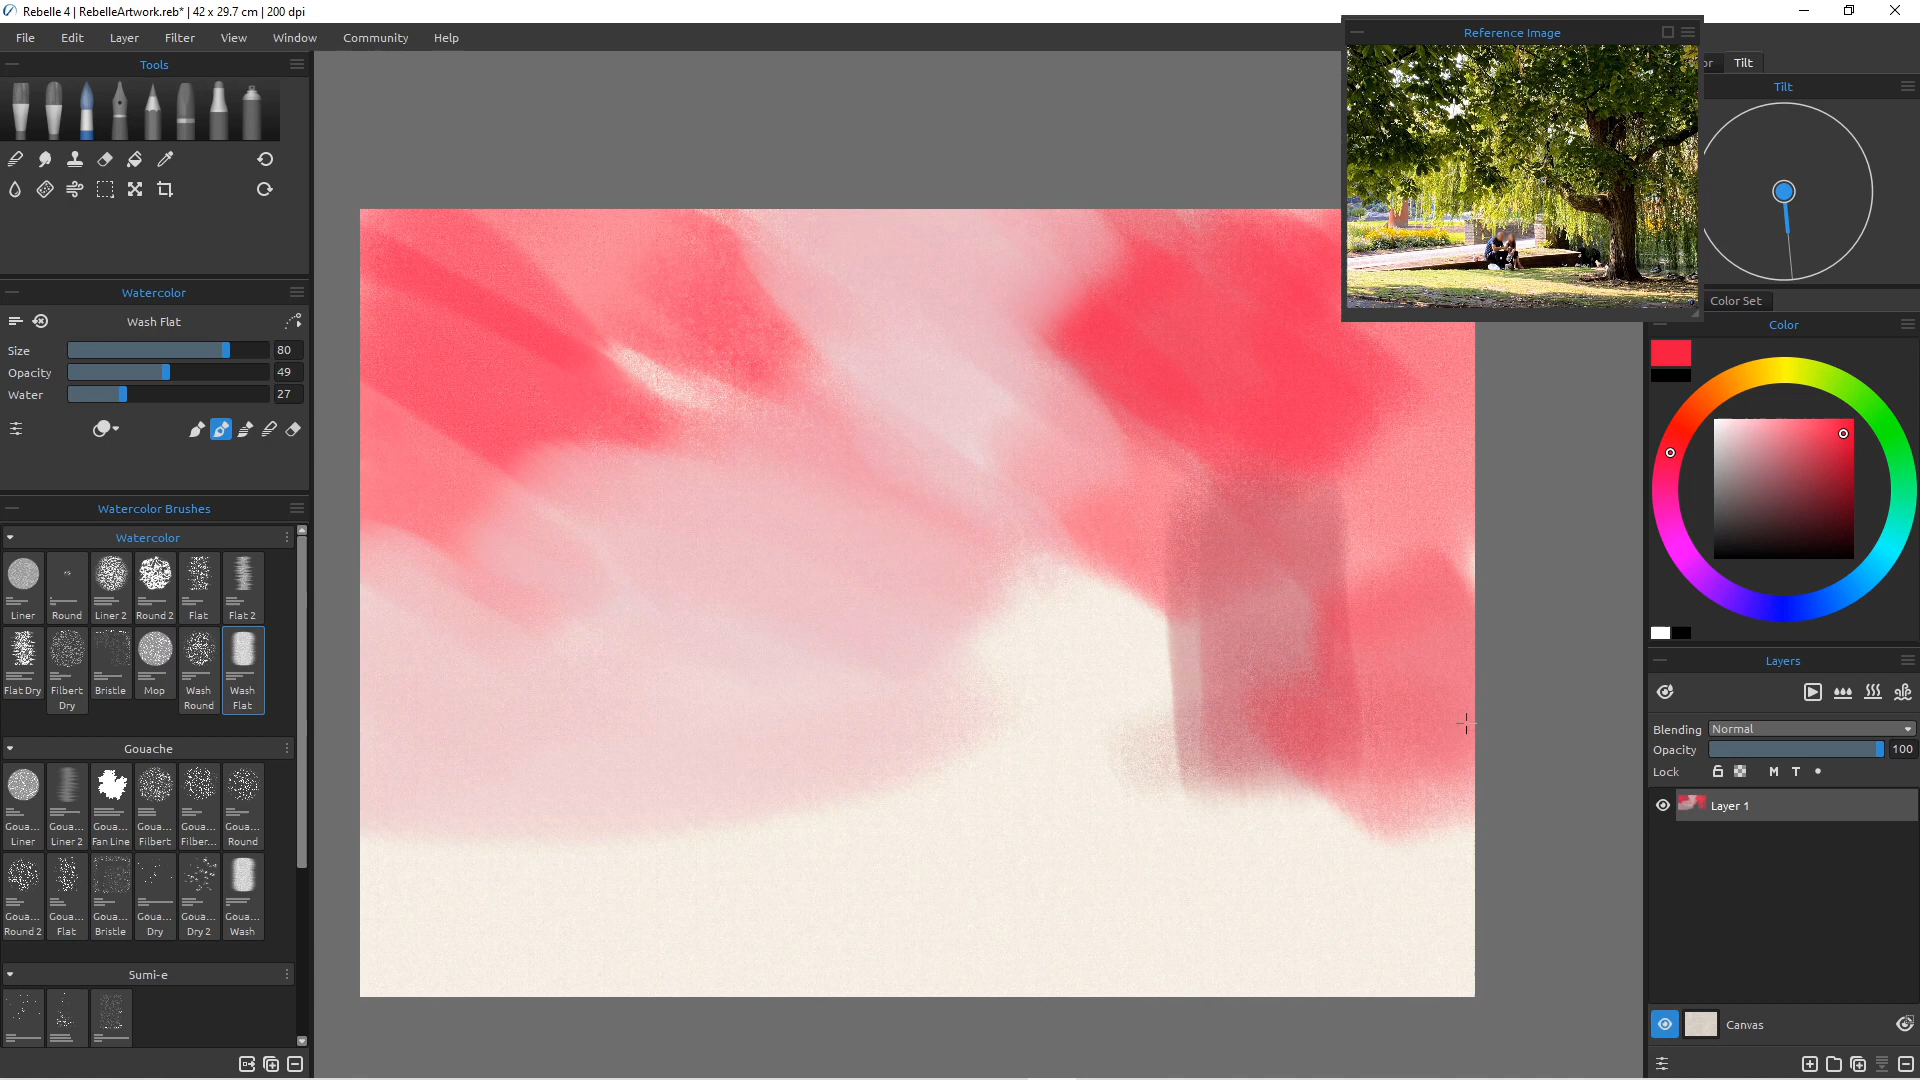 Rebelle 4 | RebelleArtwork.reb* | 42 x 29.7 cm | 200 dpi
File Edit Layer Filter View Window Community Help
Tools
Reference Image
or Tilt
Tilt
Watercolor
Wash Flat
Size 80
Opacity 49
Water 27
Watercolor Brushes
Watercolor
Liner Round Liner 2 Round 2 Flat Flat 2
Flat Dry Filbert Dry Bristle Mop Wash Round Wash Flat
Gouache
Goua... Liner Goua... Liner 2 Goua... Fan Line Goua... Filbert Goua... Filber... Goua... Round
Goua... Round 2 Goua... Flat Goua... Bristle Goua... Dry Goua... Dry 2 Goua... Wash
Sumi-e
Color Set
Color
Layers
Blending Normal
Opacity 100
Lock M T
Layer 1
Canvas